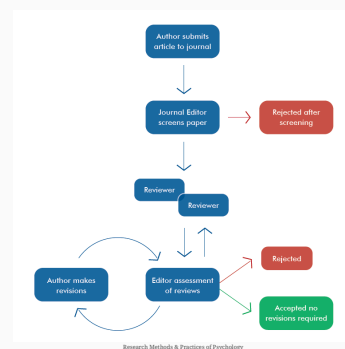 Author submits
article to journal
Journal Editor
screens paper
Rejected after
screening
Reviewer
Reviewer
Author makes
revisions
Editor assessment
of reviews
Rejected
Accepted no
revisions required
Research Methods & Practices of Psychology